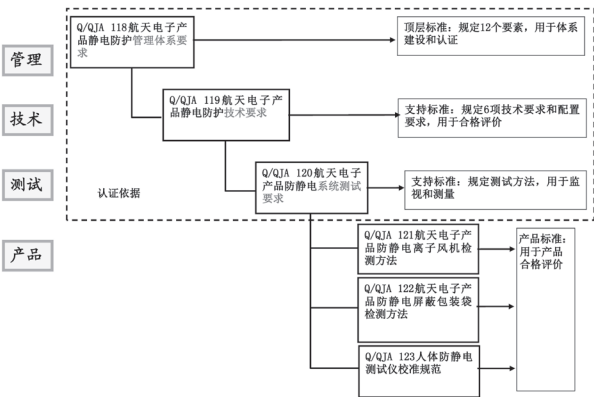 Q/QJA 118航天电子产
品静电防护管理体系要
求
顶层标准：规定12个要素，用于体系
建设和认证
管理
Q/QJA 119航天电子产
品静电防护技术要求
支持标准：规定6项技术要求和配置
要求，用于合格评价
技术
Q/QJA 120航天电子
产品防静电系统测试
要求
支持标准：规定测试方法，用于监
视和测量
测试
认证依据
Q/QJA 121航天电子产
品防静电离子风机检
测方法
产品标准：
用于产品
合格评价
产品
Q/QJA 122航天电子产
品防静电屏蔽包装袋
检测方法
Q/QJA 123人体防静电
测试仪校准规范